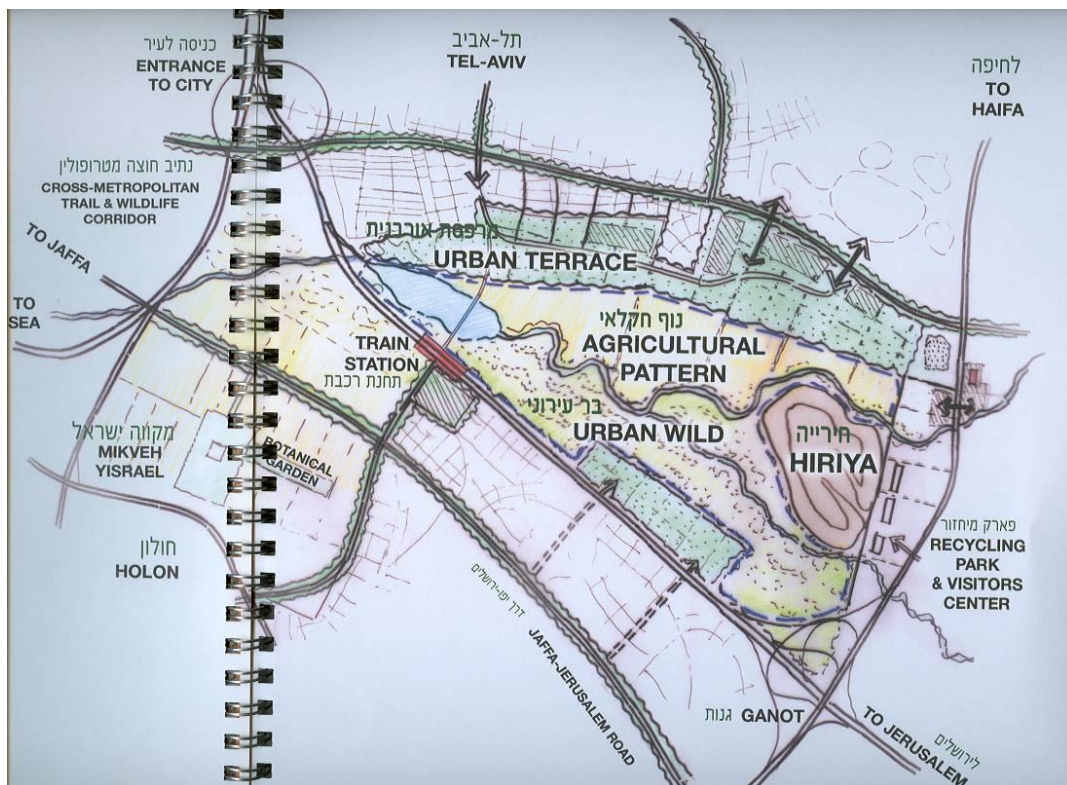 כניסה לעיר
ENTRANCE
TO CITY
תל-אביב
TEL-AVIV
לחיפה
TO
HAIFA
נתיב חוצה מטרופולין
CROSS-METROPOLITAN
TRAIL & WILDLIFE
CORRIDOR
TO JAFFA
TO
SEA
מרפסת אורבנית
URBAN TERRACE
נוף חקלאי
AGRICULTURAL
PATTERN
TRAIN
STATION
תחנת רכבת
בר עירוני
URBAN WILD
חירייה
HIRIYA
מקווה ישראל
MIKVEH
YISRAEL
BOTANICAL
GARDEN
חולון
HOLON
פארק מיחזור
RECYCLING
PARK
& VISITORS
CENTER
דרך יפו-ירושלים
JAFFA-JERUSALEM ROAD
גנות GANOT
לירושלים
TO JERUSALEM